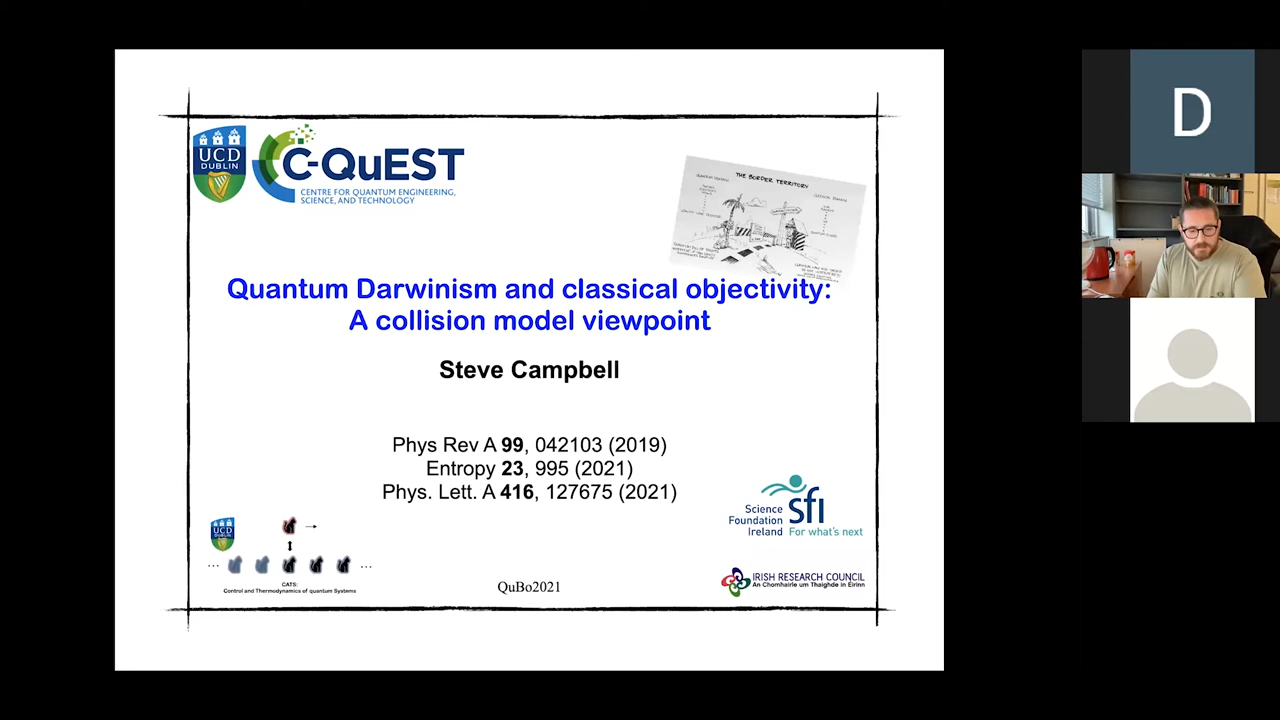 UCD
DUBLIN
C-QuEST
CENTRE FOR QUANTUM ENGINEERING,
SCIENCE, AND TECHNOLOGY
THE BORDER TERRITORY
D
Quantum Darwinism and classical objectivity:
A collision model viewpoint
Steve Campbell
Phys Rev A 99, 042103 (2019)
Entropy 23, 995 (2021)
Phys. Lett. A 416, 127675 (2021)
Science
Foundation
Ireland
sfi
For what's next
UCD
DUBLIN
... ...
CATS:
Control and Thermodynamics of quantum Systems
QuBo2021
IRISH RESEARCH COUNCIL
An Chomhairle um Thaighde in Éirinn